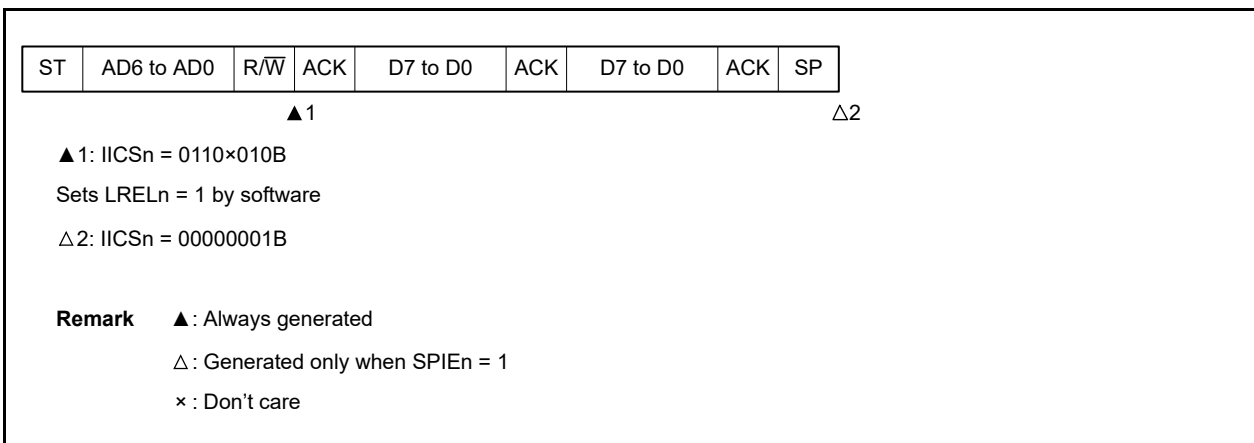 ST AD6 to AD0 R/W̅ ACK D7 to D0 ACK D7 to D0 ACK SP
▲1 △2
▲1: IICSn = 0110×010B
Sets LRELn = 1 by software
△2: IICSn = 00000001B
Remark ▲: Always generated
△: Generated only when SPIEn = 1
×: Don’t care